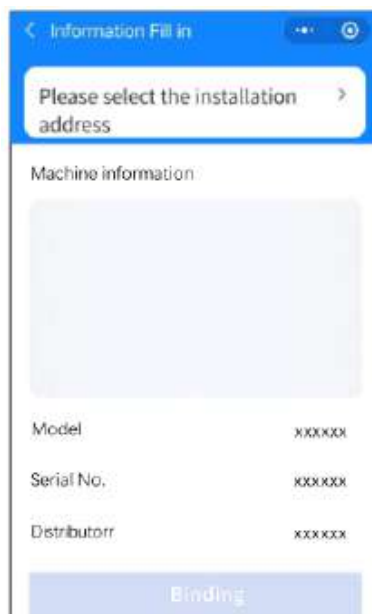 Information Fill in
Please select the installation
address
Machine information
Model xxxxxx
Serial No. xxxxxx
Distributorr xxxxxx
Binding